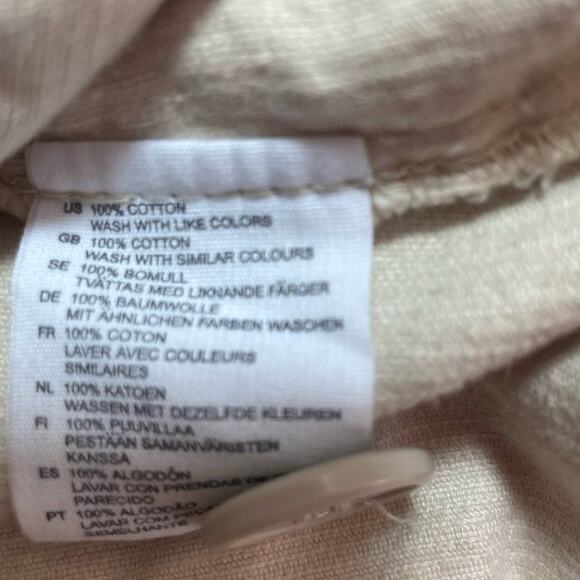 US 100% COTTON
WASH WITH LIKE COLORS
GB 100% COTTON
WASH WITH SIMILAR COLOURS
SE 100% BOMULL
TVÄTTAS MED LIKNANDE FÄRGER
DE 100% BAUMWOLLE
MIT ÄHNLICHEN FARBEN WASCHEN
FR 100% COTON
LAVER AVEC COULEURS
SIMILAIRES
NL 100% KATOEN
WASSEN MET DEZELFDE KLEUREN
FI 100% PUUVILLAA
PESTÄÄN SAMANVÄRISTEN
KANSSA
ES 100% ALGODÓN
LAVAR CON PRENDAS DE
PARECIDO
PT 100% ALGODÃO
LAVAR COM
SEMELHANTE